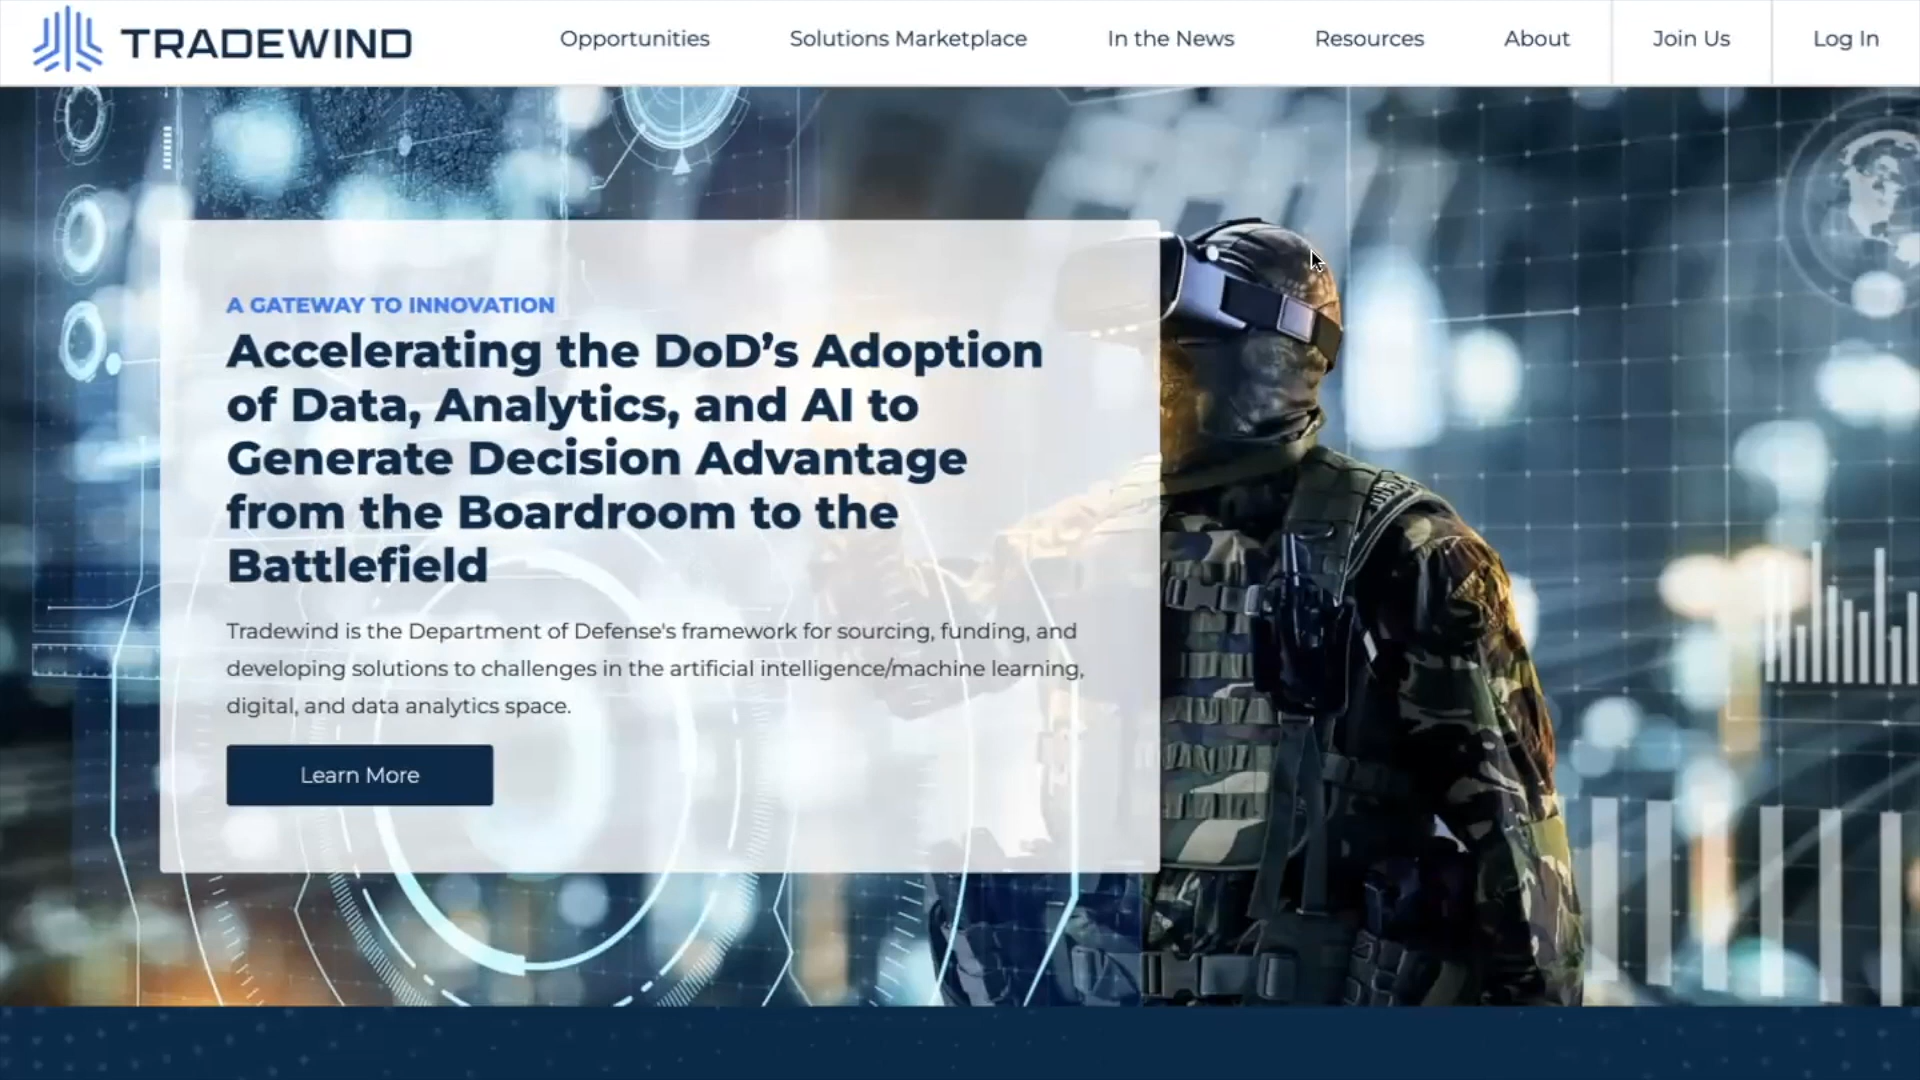 TRADEWIND
Opportunities
Solutions Marketplace
In the News
Resources
About
Join Us
Log In
A GATEWAY TO INNOVATION
Accelerating the DoD’s Adoption
of Data, Analytics, and AI to
Generate Decision Advantage
from the Boardroom to the
Battlefield
Tradewind is the Department of Defense's framework for sourcing, funding, and
developing solutions to challenges in the artificial intelligence/machine learning,
digital, and data analytics space.
Learn More